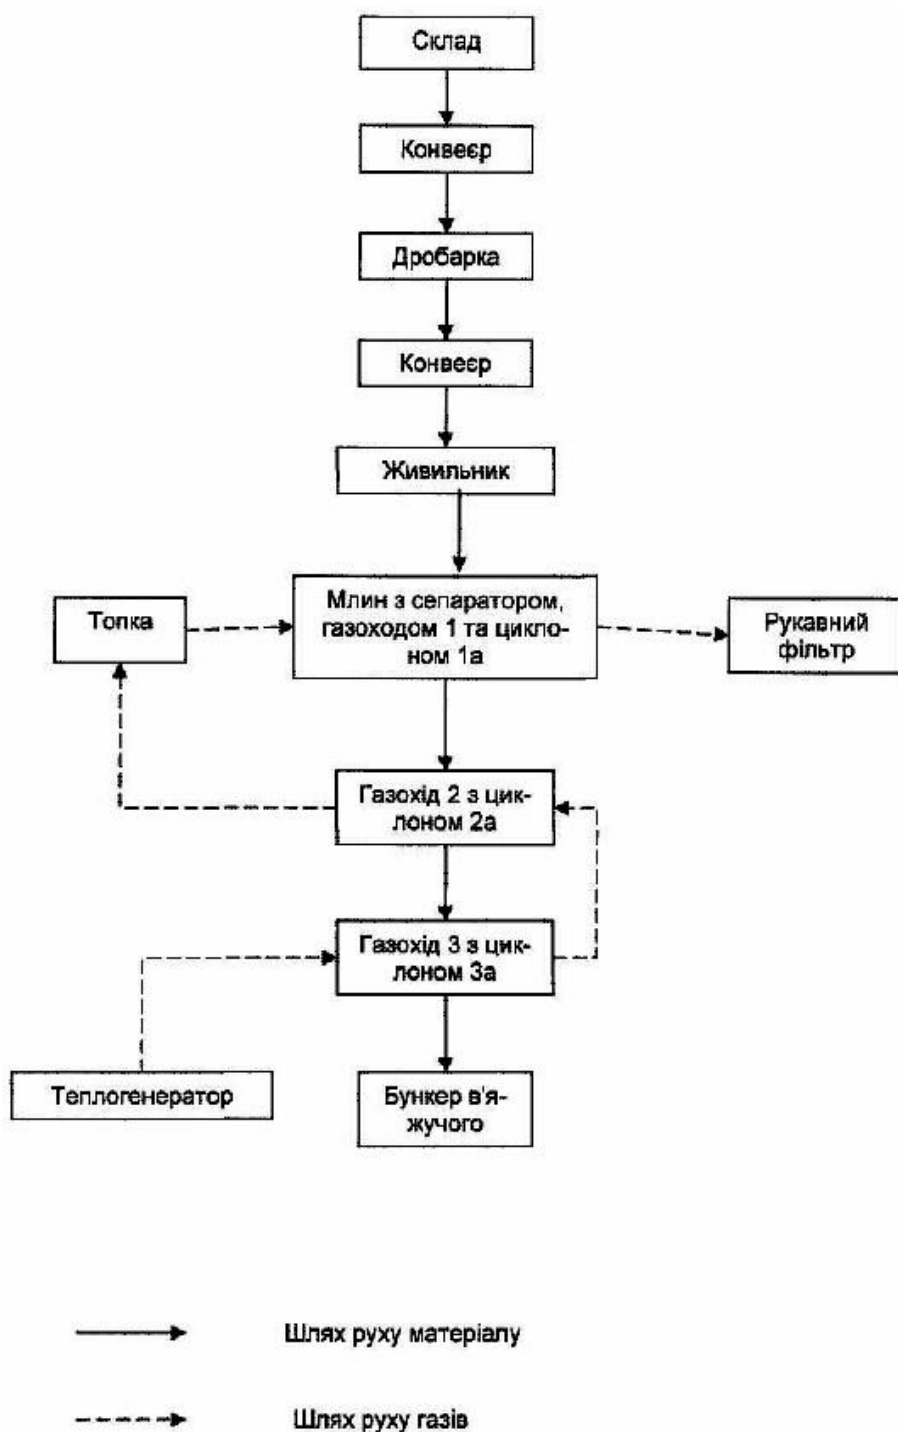 Склад
Конвеєр
Дробарка
Конвеєр
Живильник
Топка
Млин з сепаратором,
газоходом 1 та цикло-
ном 1а
Рукавний
фільтр
Газохід 2 з цик-
лоном 2а
Газохід 3 з цик-
лоном 3а
Теплогенератор
Бункер в'я-
жучого
Шлях руху матеріалу
Шлях руху газів